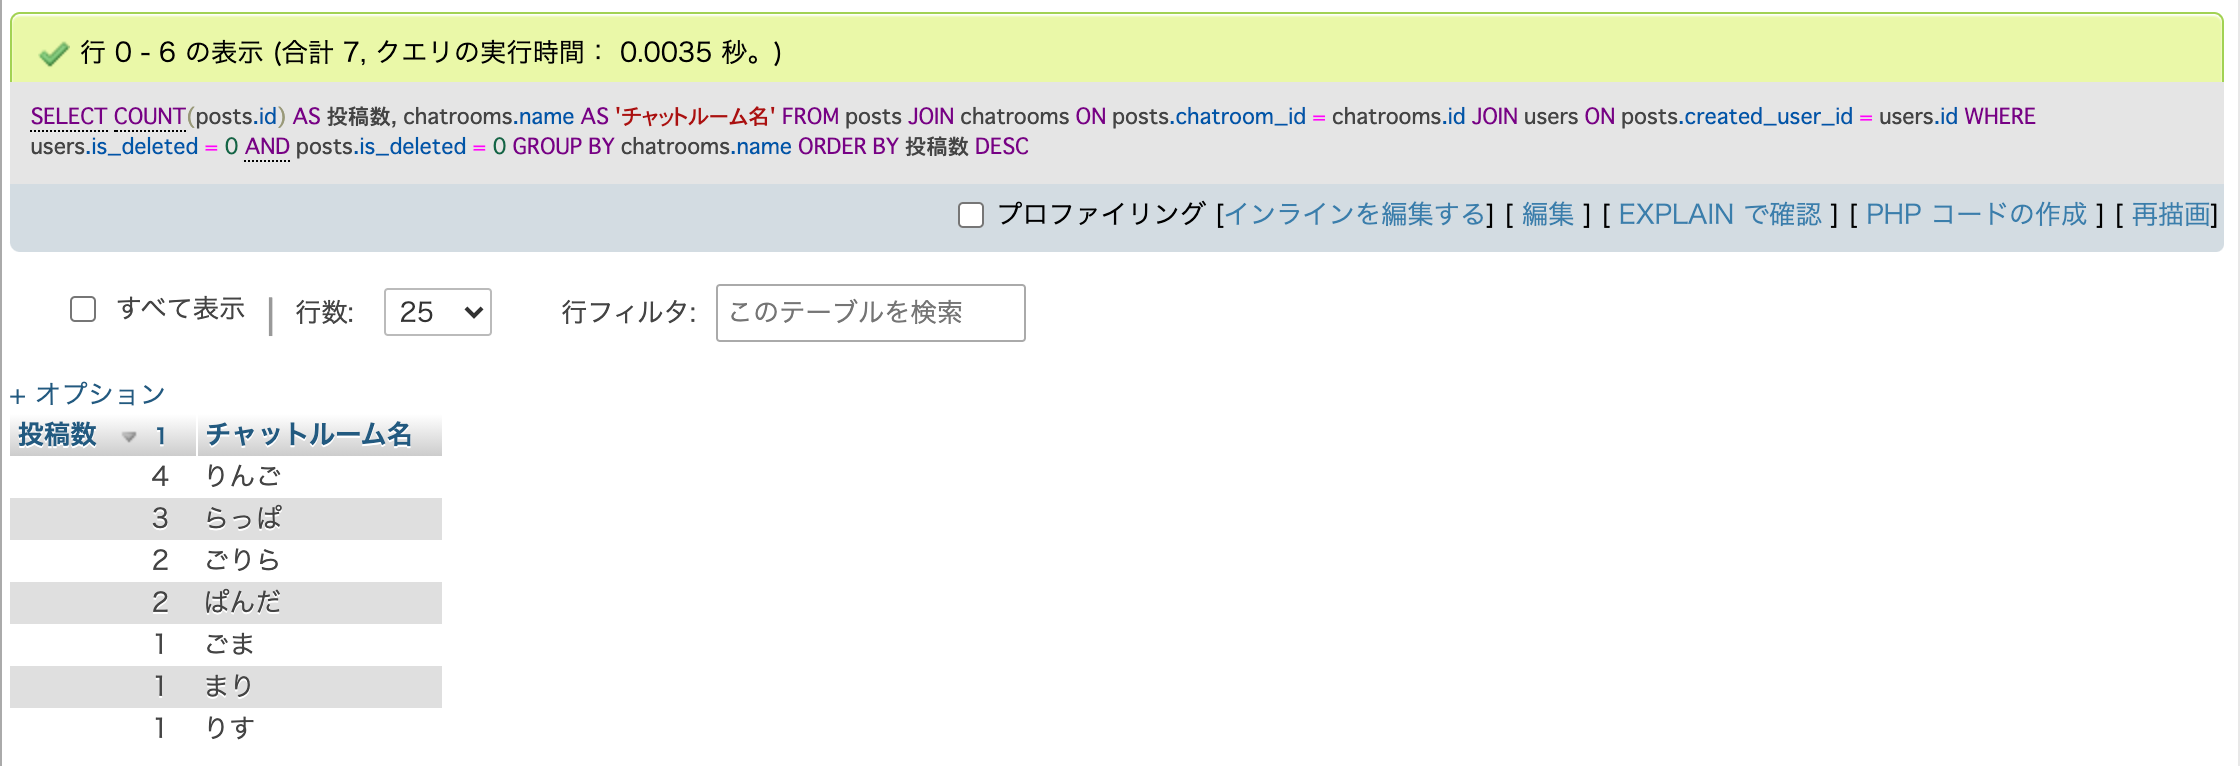 行 0 - 6 の表示 (合計 7, クエリの実行時間： 0.0035 秒。)
SELECT COUNT(posts.id) AS 投稿数, chatrooms.name AS 'チャットルーム名' FROM posts JOIN chatrooms ON posts.chatroom_id = chatrooms.id JOIN users ON posts.created_user_id = users.id WHERE
users.is_deleted = 0 AND posts.is_deleted = 0 GROUP BY chatrooms.name ORDER BY 投稿数 DESC
プロファイリング [インラインを編集する] [ 編集 ] [ EXPLAIN で確認 ] [ PHP コードの作成 ] [ 再描画]
すべて表示 | 行数: 25 行フィルタ: このテーブルを検索
+ オプション
投稿数 1 チャットルーム名
4 りんご
3 らっぱ
2 ごりら
2 ぱんだ
1 ごま
1 まり
1 りす